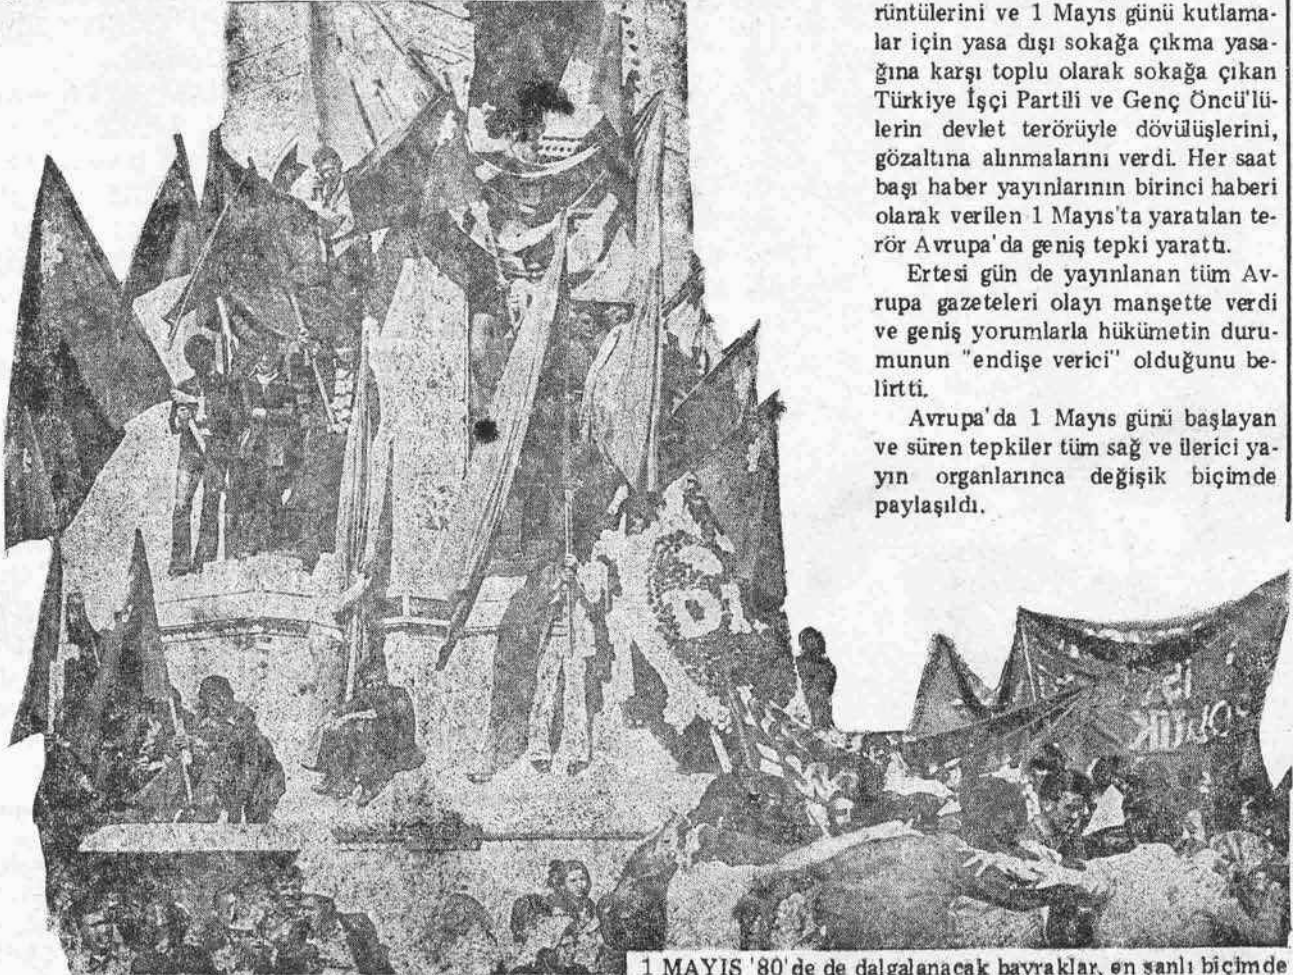 rüntülerini ve 1 Mayıs günü kutlama-
lar için yasa dışı sokağa çıkma yasa-
ğına karşı toplu olarak sokağa çıkan
Türkiye İşçi Partili ve Genç Öncü'lü-
lerin devlet terörüyle dövülüşlerini,
gözaltına alınmalarını verdi. Her saat
başı haber yayınlarının birinci haberi
olarak verilen 1 Mayıs'ta yaratılan te-
rör Avrupa'da geniş tepki yarattı.
Ertesi gün de yayınlanan tüm Av-
rupa gazeteleri olayı manşette verdi
ve geniş yorumlarla hükümetin duru-
munun "endişe verici" olduğunu be-
lirtti.
Avrupa'da 1 Mayıs günü başlayan
ve süren tepkiler tüm sağ ve ilerici ya-
yın organlarınca değişik biçimde
paylaşıldı.
1 MAYIS '80'de de dalgalanacak bayraklar, en şanlı biçimde